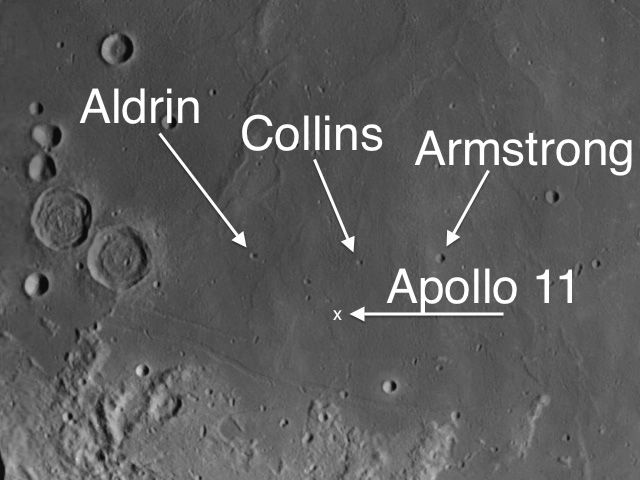 Aldrin
Collins
Armstrong
Apollo 11
x